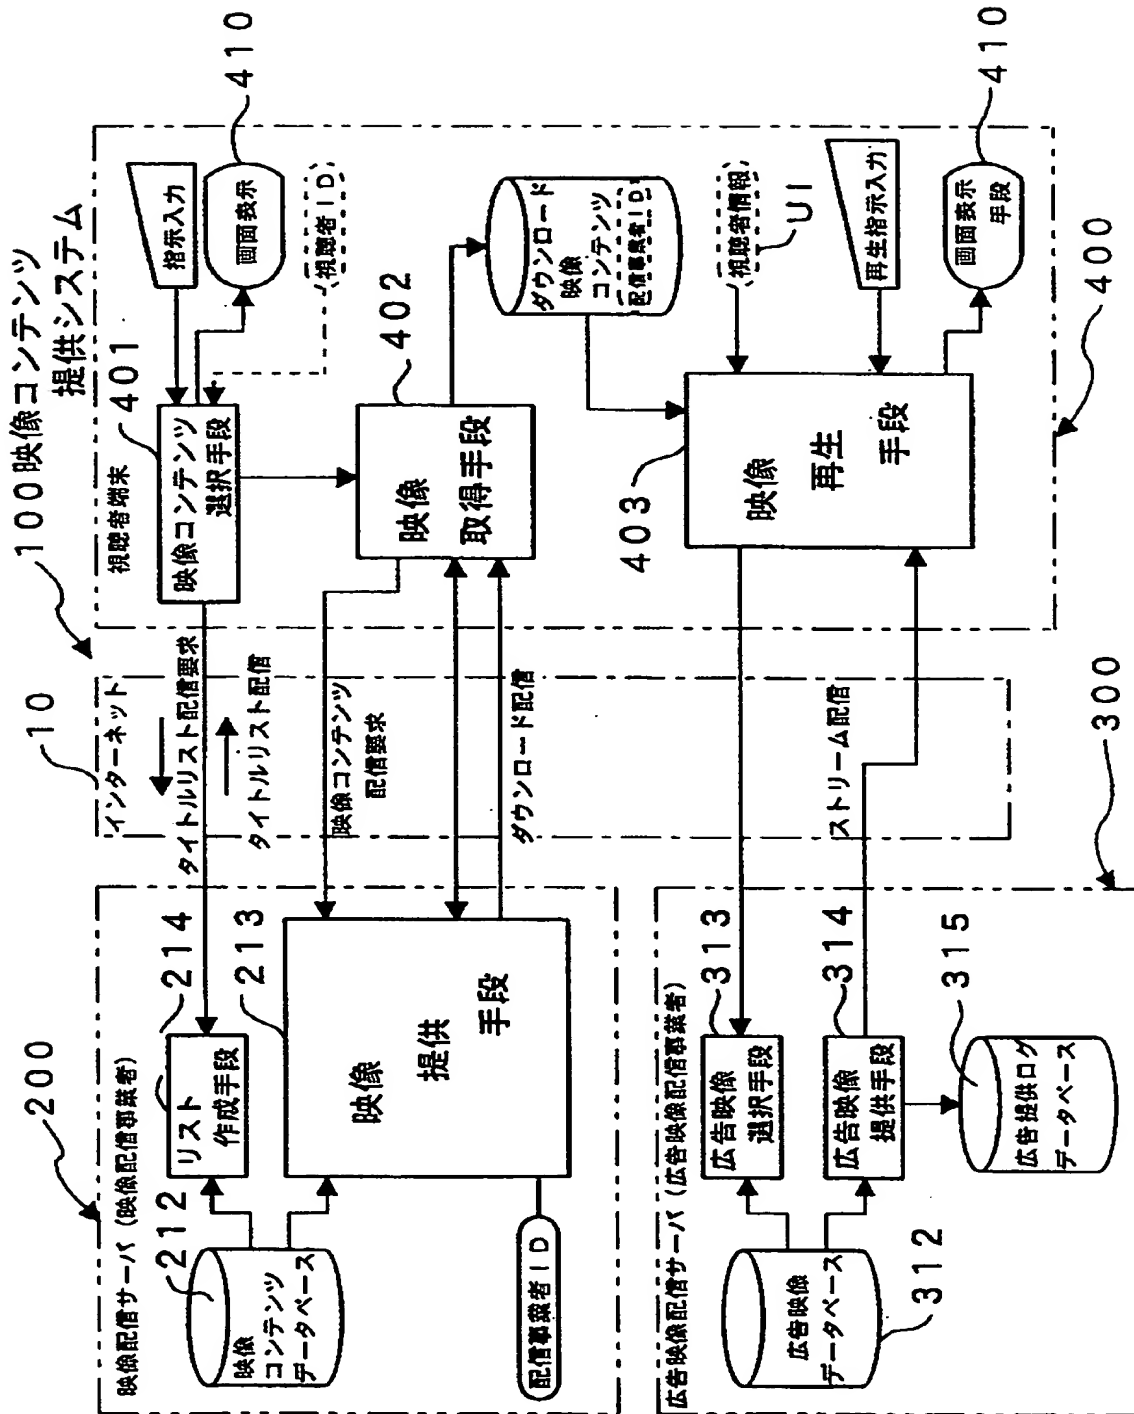 100映像コンテンツ
提供システム
200
映像配信サーバ(映像配信事業者)
212
映像
コンテンツ
データベース
214
リスト
作成手段
213
映像
提供
手段
配信事業者ID
10
インターネット
タイトルリスト配信要求
タイトルリスト配信
映像コンテンツ
配信要求
ダウンロード配信
ストリーム配信
視聴者端末
401
映像コンテンツ
選択手段
指示入力
画面表示
410
視聴者ID
402
映像
取得手段
ダウンロード
映像
コンテンツ
配信事業者ID
視聴者情報
UI
403
映像
再生
手段
再生指示入力
画面表示
手段
410
400
300
広告映像配信サーバ(広告映像配信事業者)
313
広告映像
選択手段
314
広告映像
提供手段
315
広告提供ログ
データベース
広告映像
データベース
312